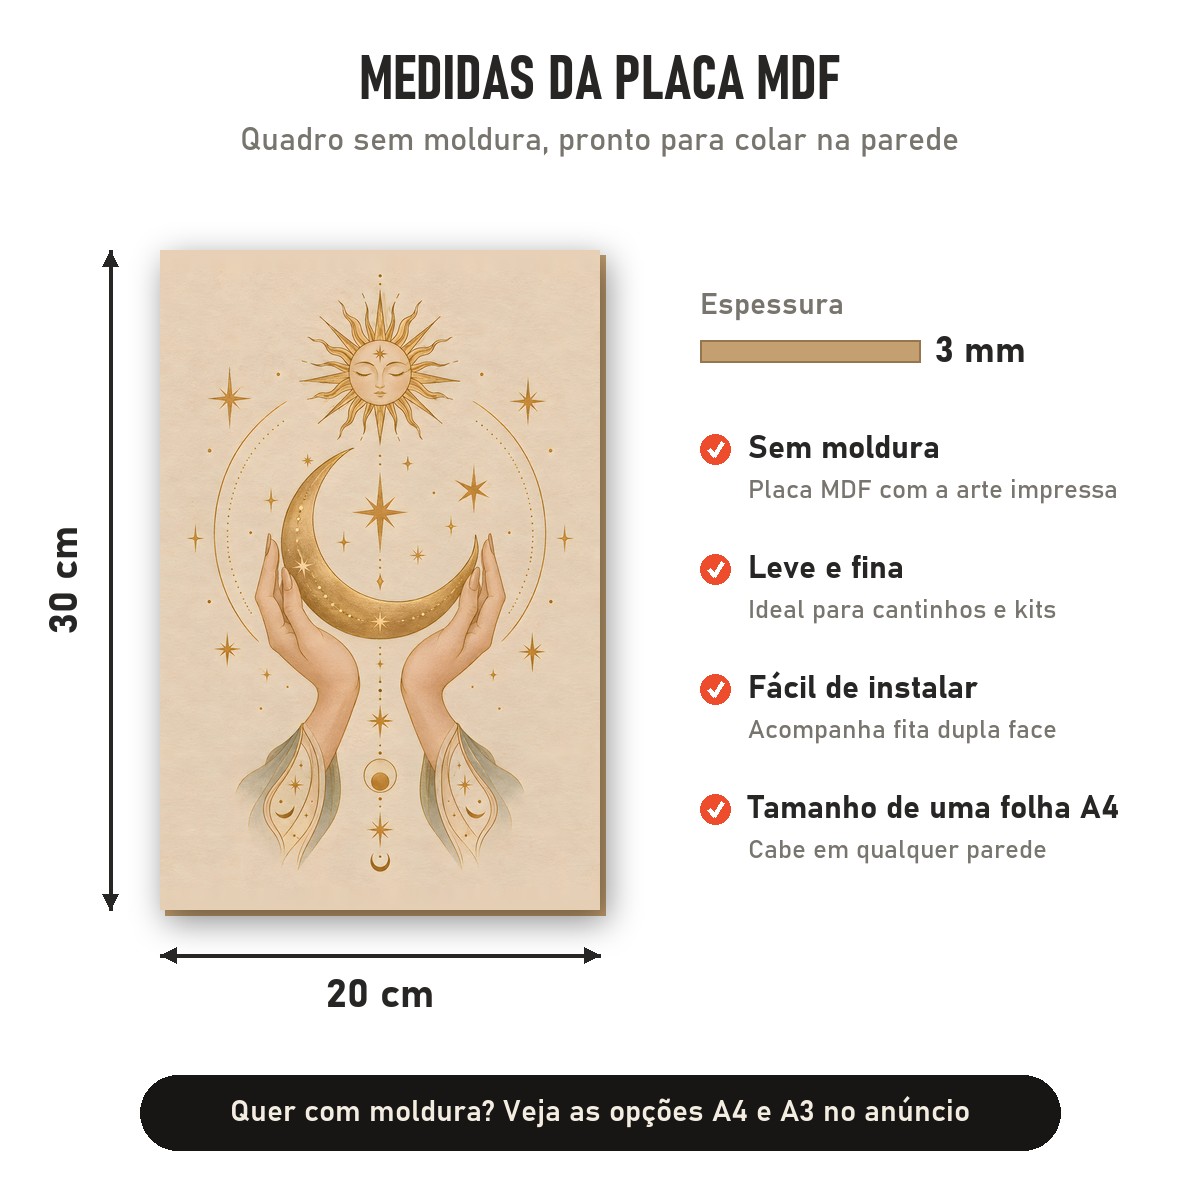 MEDIDAS DA PLACA MDF
Quadro sem moldura, pronto para colar na parede
30 cm
20 cm
Espessura
3 mm
Sem moldura
Placa MDF com a arte impressa
Leve e fina
Ideal para cantinhos e kits
Fácil de instalar
Acompanha fita dupla face
Tamanho de uma folha A4
Cabe em qualquer parede
Quer com moldura? Veja as opções A4 e A3 no anúncio